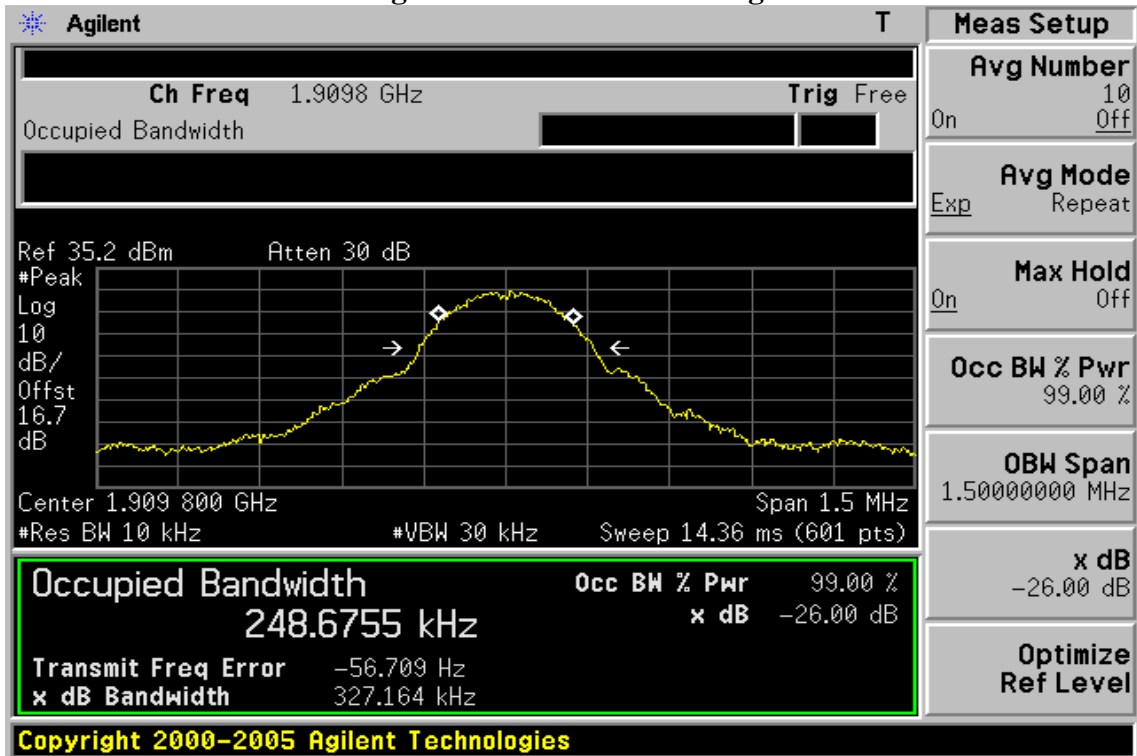 Agilent T
Ch Freq 1.9098 GHz Trig Free
Occupied Bandwidth
Ref 35.2 dBm Atten 30 dB
#Peak
Log
10
dB/
Offst
16.7
dB
Center 1.909 800 GHz Span 1.5 MHz
#Res BW 10 kHz #VBW 30 kHz Sweep 14.36 ms (601 pts)
Occupied Bandwidth Occ BW % Pwr 99.00 %
248.6755 kHz x dB -26.00 dB
Transmit Freq Error -56.709 Hz
x dB Bandwidth 327.164 kHz
Copyright 2000-2005 Agilent Technologies
Meas Setup
Avg Number
10
On Off
Avg Mode
Exp Repeat
Max Hold
On Off
Occ BW % Pwr
99.00 %
OBW Span
1.50000000 MHz
x dB
-26.00 dB
Optimize
Ref Level